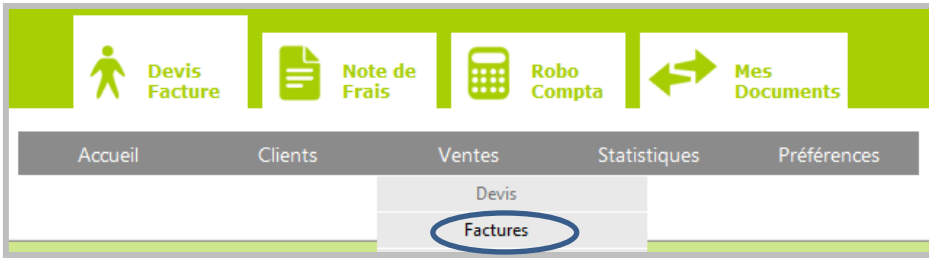 Devis
Facture
Note de
Frais
Robo
Compta
Mes
Documents
Accueil Clients Ventes Statistiques Préférences
Devis
Factures